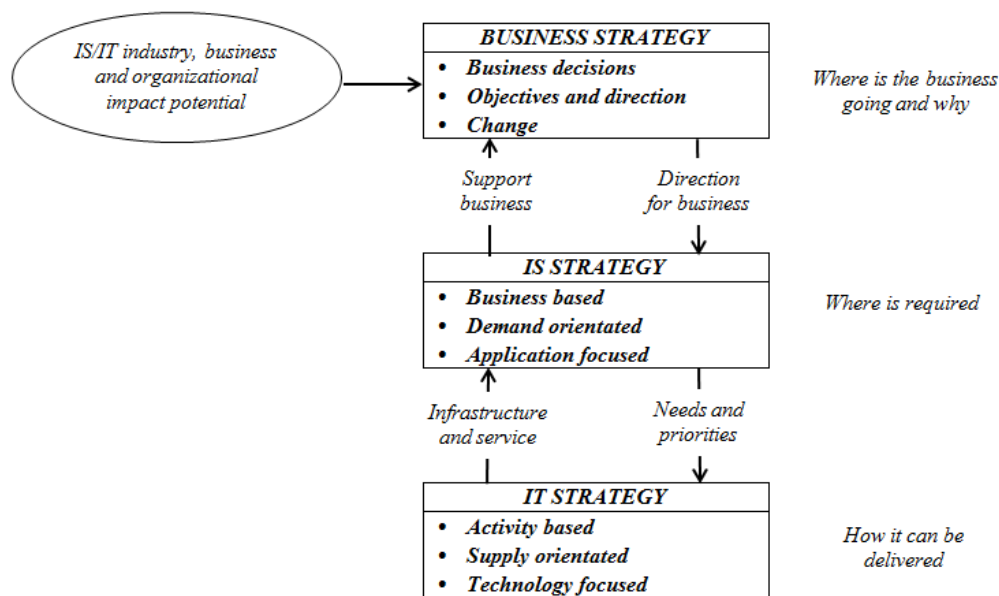 IS/IT industry, business
and organizational
impact potential
BUSINESS STRATEGY
• Business decisions
• Objectives and direction
• Change
Where is the business
going and why
Support
business
Direction
for business
IS STRATEGY
• Business based
• Demand orientated
• Application focused
Where is required
Infrastructure
and service
Needs and
priorities
IT STRATEGY
• Activity based
• Supply orientated
• Technology focused
How it can be
delivered